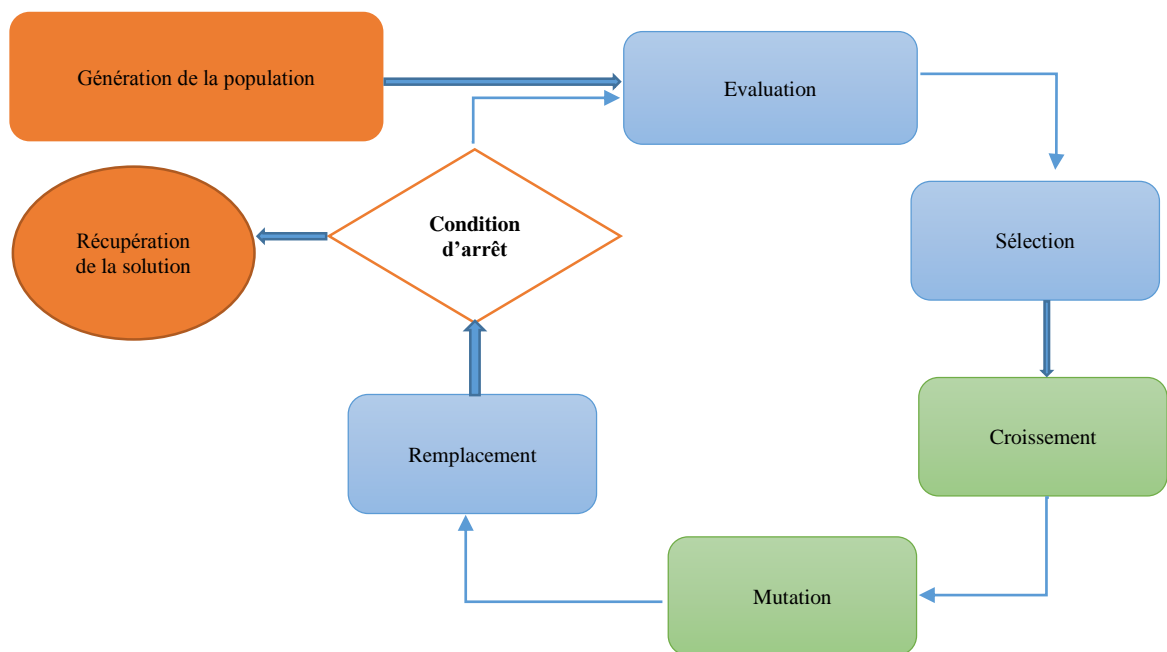 Génération de la population
Evaluation
Condition
d’arrêt
Récupération
de la solution
Sélection
Croissement
Remplacement
Mutation